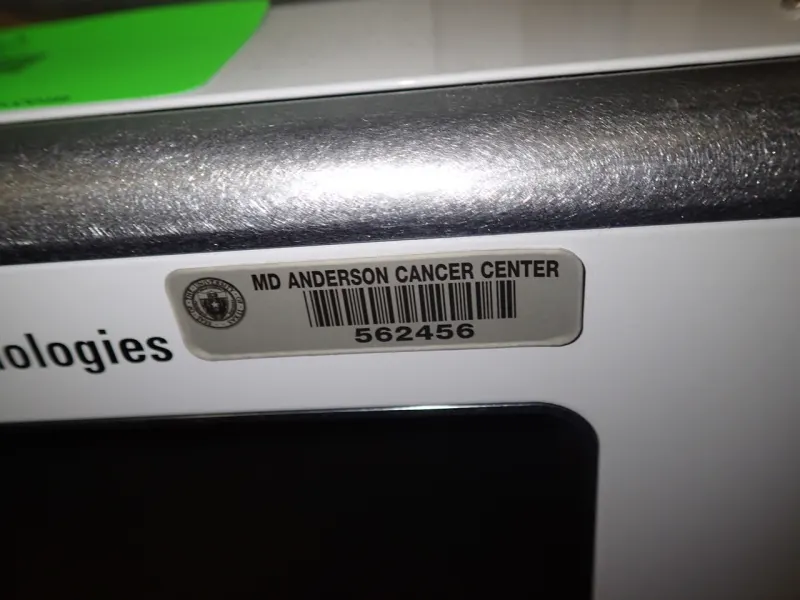 MD ANDERSON CANCER CENTER
562456
ologies